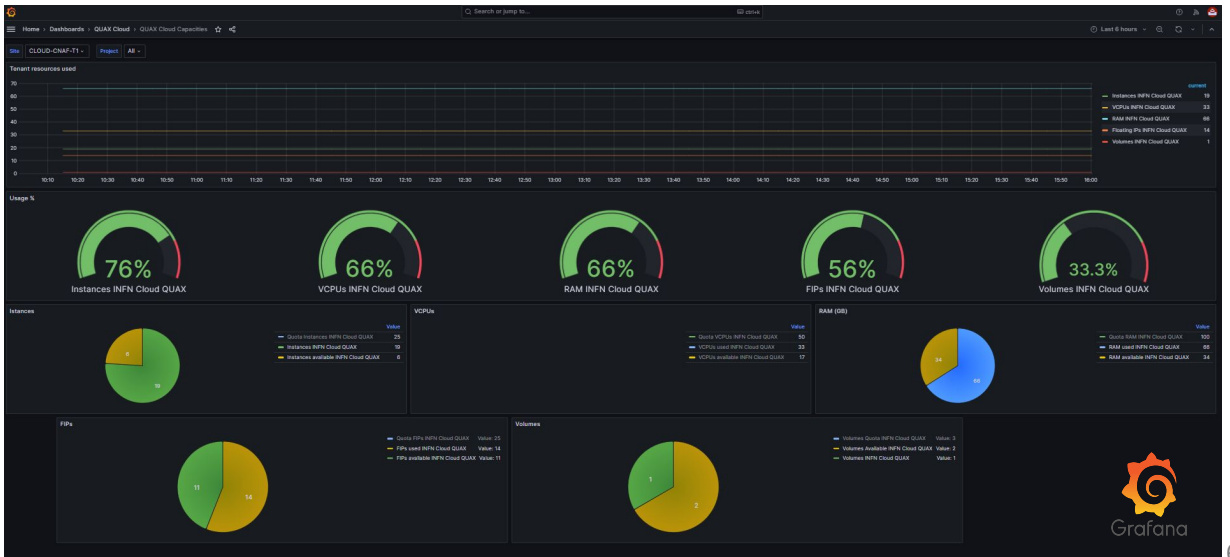 Search or jump to...
ctrl+k
Home › Dashboards › QUAX Cloud › QUAX Cloud Capacities
Last 6 hours
Site CLOUD-CNAF-T1 Project All
Tenant resources used
70
60
50
40
30
20
10
0
10:10 10:20 10:30 10:40 10:50 11:00 11:10 11:20 11:30 11:40 11:50 12:00 12:10 12:20 12:30 12:40 12:50 13:00 13:10 13:20 13:30 13:40 13:50 14:00 14:10 14:20 14:30 14:40 14:50 15:00 15:10 15:20 15:30 15:40 15:50 16:00
current
Instances INFN Cloud QUAX 19
VCPUs INFN Cloud QUAX 33
RAM INFN Cloud QUAX 66
Floating IPs INFN Cloud QUAX 14
Volumes INFN Cloud QUAX 1
Usage %
76% 66% 66% 56% 33.3%
Instances INFN Cloud QUAX VCPUs INFN Cloud QUAX RAM INFN Cloud QUAX FIPs INFN Cloud QUAX Volumes INFN Cloud QUAX
Istances
6
19
Value
Quota Instances INFN Cloud QUAX 25
Instances INFN Cloud QUAX 19
Instances available INFN Cloud QUAX 6
VCPUs
Value
Quota VCPUs INFN Cloud QUAX 50
VCPUs used INFN Cloud QUAX 33
VCPUs available INFN Cloud QUAX 17
RAM (GB)
34
66
Value
Quota RAM INFN Cloud QUAX 100
RAM used INFN Cloud QUAX 66
RAM available INFN Cloud QUAX 34
FIPs
11
14
Quota FIPs INFN Cloud QUAX Value: 25
FIPs used INFN Cloud QUAX Value: 14
FIPs available INFN Cloud QUAX Value: 11
Volumes
1
2
Volumes Quota INFN Cloud QUAX Value: 3
Volumes Available INFN Cloud QUAX Value: 2
Volumes INFN Cloud QUAX Value: 1
Grafana